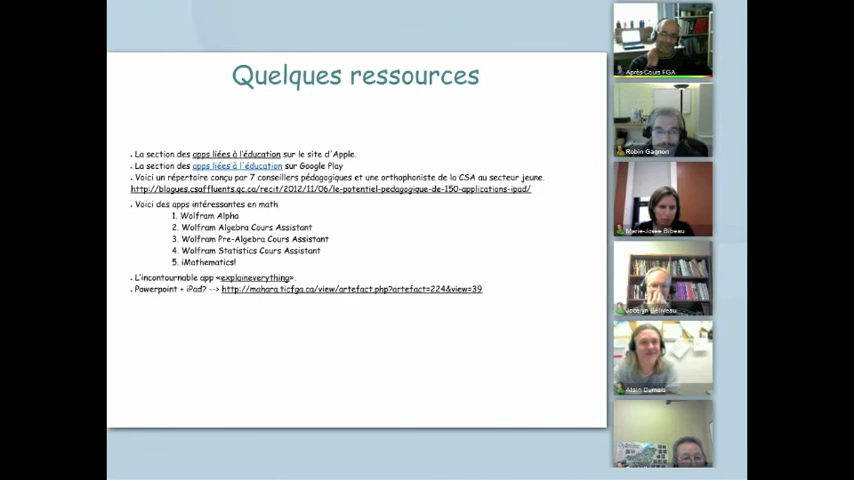 Quelques ressources
. La section des apps liées à l'éducation sur le site d'Apple.
. La section des apps liées à l'éducation sur Google Play
. Voici un répertoire conçu par 7 conseillers pédagogiques et une orthophoniste de la CSA au secteur jeune.
http://blogues.csaffluents.qc.ca/recit/2012/11/06/le-potentiel-pedagogique-de-150-applications-ipad/
. Voici des apps intéressantes en math
1. Wolfram Alpha
2. Wolfram Algebra Cours Assistant
3. Wolfram Pre-Algebra Cours Assistant
4. Wolfram Statistics Cours Assistant
5. iMathematics!
. L'incontournable app «explaineverything».
. Powerpoint + iPad? --> http://mahara.ticfga.ca/view/artefact.php?artefact=224&view=39
Après-Cours FGA
Robin Gagnon
Marie-Josée Bibeau
Jocelyn Béliveau
Alain Dumais